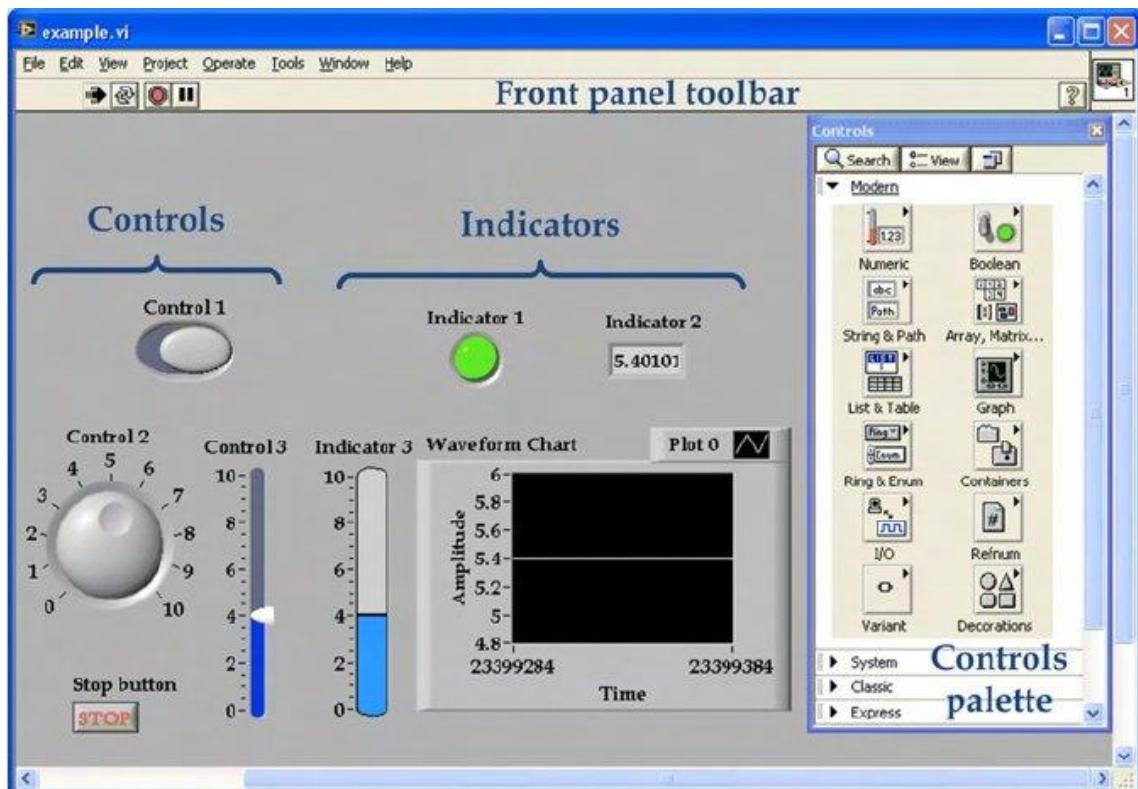 example.vi
File Edit View Project Operate Tools Window Help
Front panel toolbar
?
1
Controls
Search View
Modern
Controls
Indicators
1.23
Numeric
Boolean
Control 1
Indicator 1
Indicator 2
5.40101
abc
Path
String & Path
Array, Matrix...
List & Table
Graph
Control 2
0 1 2 3 4 5 6 7 8 9 10
Control 3
10
8
6
4
2
0
Indicator 3
10
8
6
4
2
0
Waveform Chart
Plot 0
Amplitude
6
5.8
5.6
5.4
5.2
5
4.8
23399284
23399384
Time
Ring
Enum
Ring & Enum
Containers
I/O
#
Refnum
Variant
Decorations
Stop button
STOP
System
Classic
Express
Controls
palette